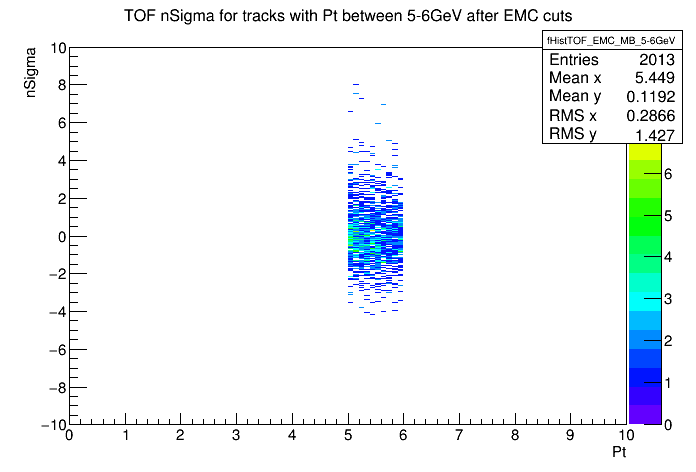 TOF nSigma for tracks with Pt between 5-6GeV after EMC cuts
fHistTOF_EMC_MB_5-6GeV
Entries 2013
Mean x 5.449
Mean y 0.1192
RMS x 0.2866
RMS y 1.427
nSigma
10
8
6
4
2
0
−2
−4
−6
−8
−10
0 1 2 3 4 5 6 7 8 9 10
Pt
6
5
4
3
2
1
0